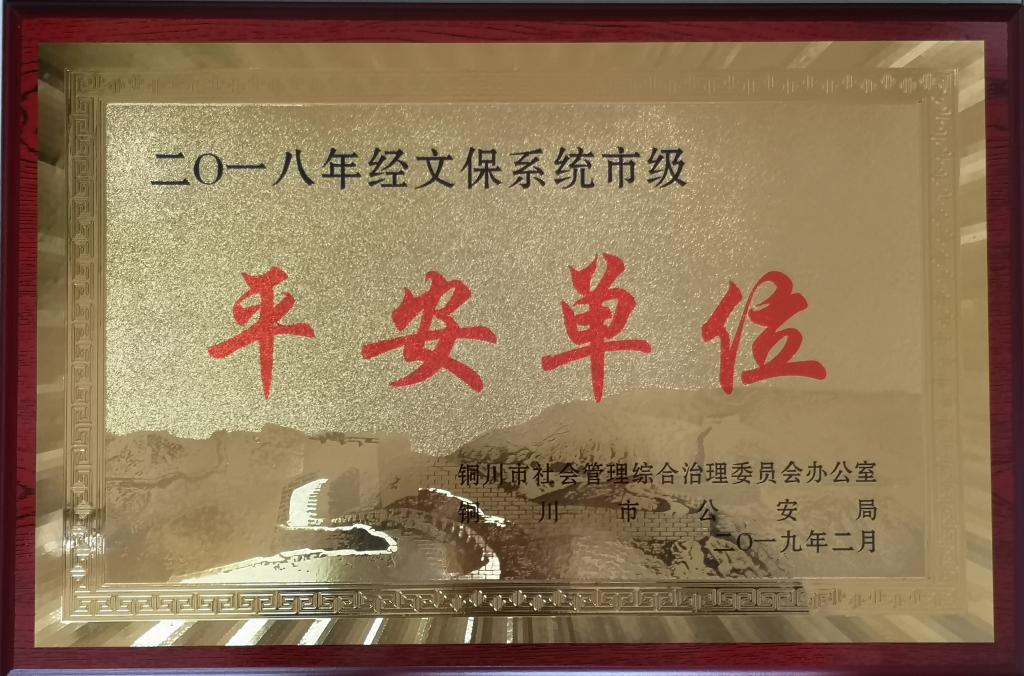 二〇一八年经文保系统市级
平安单位
铜川市社会管理综合治理委员会办公室
铜川市公安局
二〇一九年二月